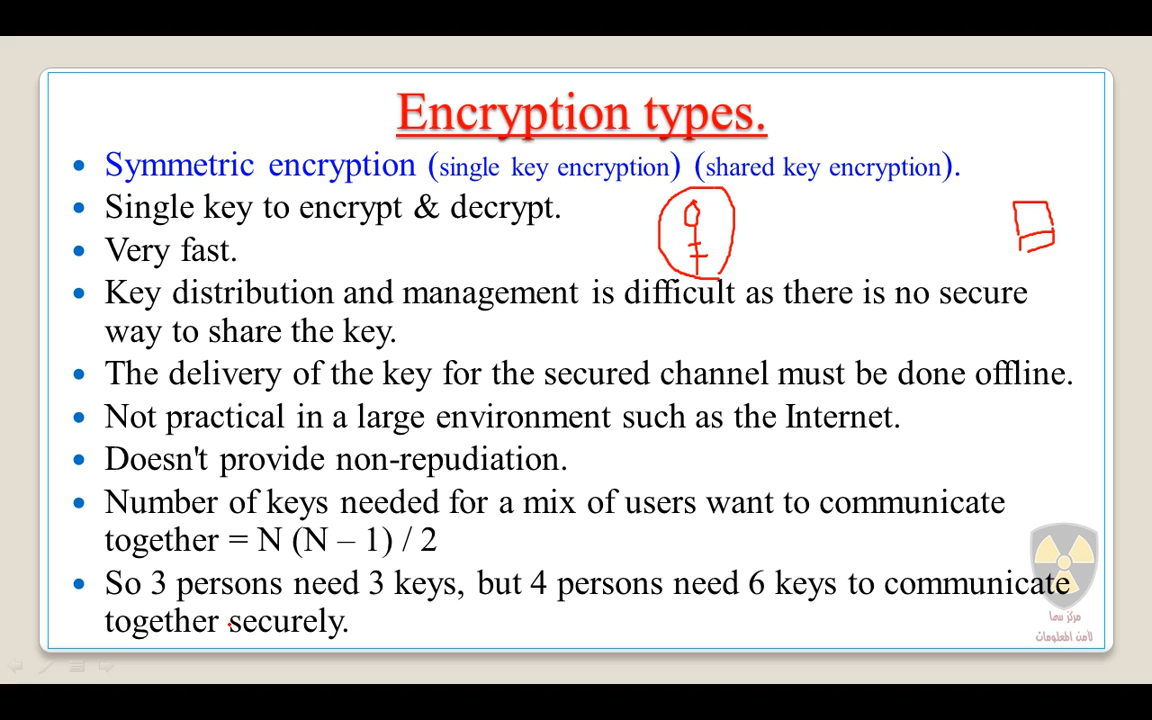 Encryption types.
• Symmetric encryption (single key encryption) (shared key encryption).
• Single key to encrypt & decrypt.
• Very fast.
• Key distribution and management is difficult as there is no secure
way to share the key.
• The delivery of the key for the secured channel must be done offline.
• Not practical in a large environment such as the Internet.
• Doesn't provide non-repudiation.
• Number of keys needed for a mix of users want to communicate
together = N (N – 1) / 2
• So 3 persons need 3 keys, but 4 persons need 6 keys to communicate
together securely.
مركز سما
لأمن المعلومات